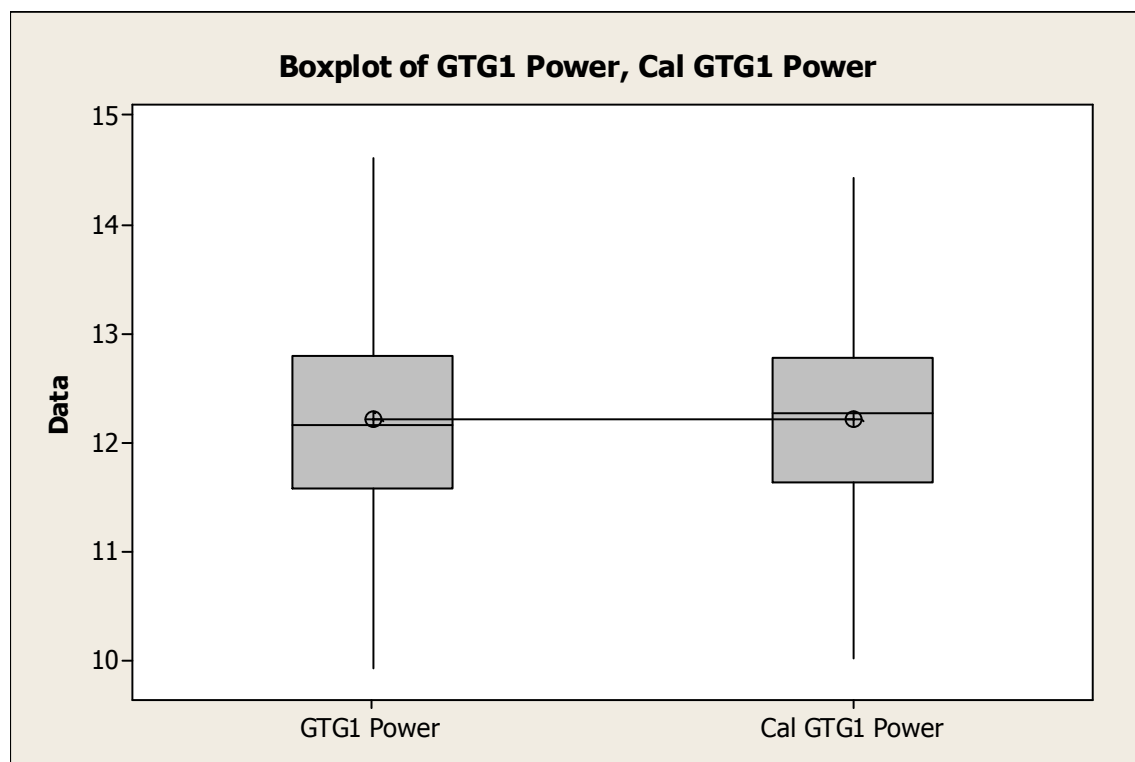 Boxplot of GTG1 Power, Cal GTG1 Power
15
14
13
12
11
10
Data
GTG1 Power
Cal GTG1 Power